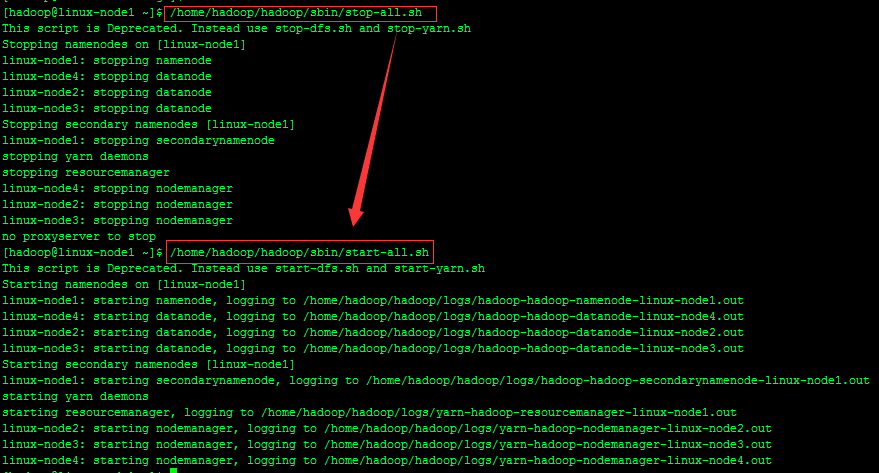 [hadoop@linux-node1 ~]$ /home/hadoop/hadoop/sbin/stop-all.sh
This script is Deprecated. Instead use stop-dfs.sh and stop-yarn.sh
Stopping namenodes on [linux-node1]
linux-node1: stopping namenode
linux-node4: stopping datanode
linux-node2: stopping datanode
linux-node3: stopping datanode
Stopping secondary namenodes [linux-node1]
linux-node1: stopping secondarynamenode
stopping yarn daemons
stopping resourcemanager
linux-node4: stopping nodemanager
linux-node2: stopping nodemanager
linux-node3: stopping nodemanager
no proxyserver to stop
[hadoop@linux-node1 ~]$ /home/hadoop/hadoop/sbin/start-all.sh
This script is Deprecated. Instead use start-dfs.sh and start-yarn.sh
Starting namenodes on [linux-node1]
linux-node1: starting namenode, logging to /home/hadoop/hadoop/logs/hadoop-hadoop-namenode-linux-node1.out
linux-node4: starting datanode, logging to /home/hadoop/hadoop/logs/hadoop-hadoop-datanode-linux-node4.out
linux-node2: starting datanode, logging to /home/hadoop/hadoop/logs/hadoop-hadoop-datanode-linux-node2.out
linux-node3: starting datanode, logging to /home/hadoop/hadoop/logs/hadoop-hadoop-datanode-linux-node3.out
Starting secondary namenodes [linux-node1]
linux-node1: starting secondarynamenode, logging to /home/hadoop/hadoop/logs/hadoop-hadoop-secondarynamenode-linux-node1.out
starting yarn daemons
starting resourcemanager, logging to /home/hadoop/hadoop/logs/yarn-hadoop-resourcemanager-linux-node1.out
linux-node2: starting nodemanager, logging to /home/hadoop/hadoop/logs/yarn-hadoop-nodemanager-linux-node2.out
linux-node3: starting nodemanager, logging to /home/hadoop/hadoop/logs/yarn-hadoop-nodemanager-linux-node3.out
linux-node4: starting nodemanager, logging to /home/hadoop/hadoop/logs/yarn-hadoop-nodemanager-linux-node4.out